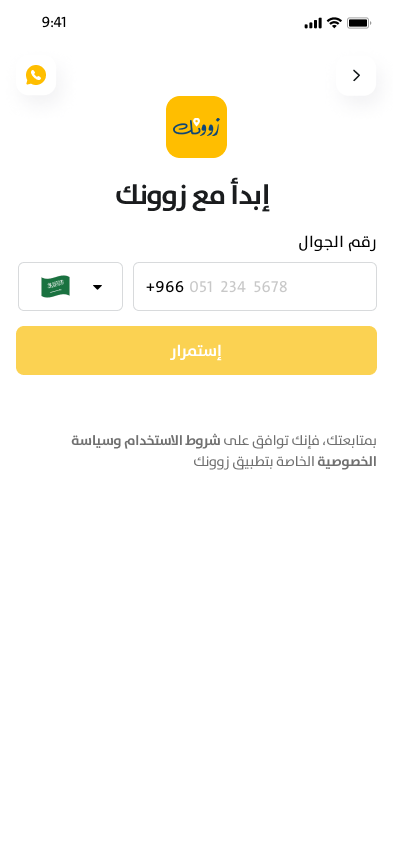 9:41
زوونك
إبدأ مع زوونك
رقم الجوال
+966 051 234 5678
إستمرار
بمتابعتك، فإنك توافق على شروط الاستخدام وسياسة
الخصوصية الخاصة بتطبيق زوونك